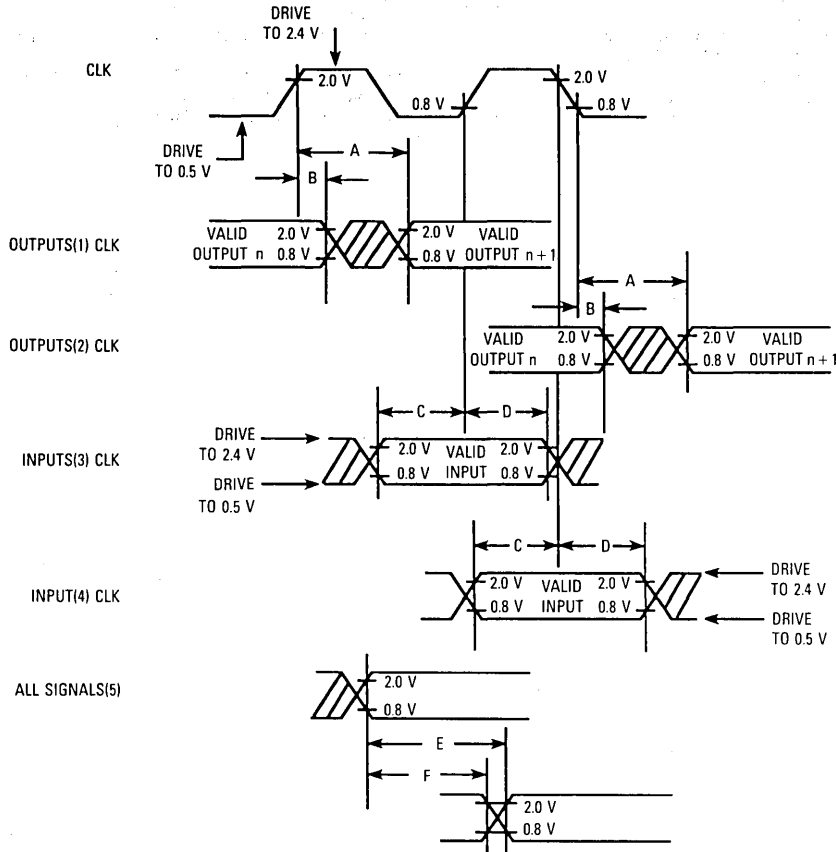 DRIVE
TO 2.4 V
CLK
2.0 V
0.8 V
2.0 V
0.8 V
DRIVE
TO 0.5 V
A
B
OUTPUTS(1) CLK
VALID
OUTPUT n
2.0 V
0.8 V
2.0 V
0.8 V
VALID
OUTPUT n + 1
A
B
OUTPUTS(2) CLK
VALID
OUTPUT n
2.0 V
0.8 V
2.0 V
0.8 V
VALID
OUTPUT n + 1
C
D
INPUTS(3) CLK
DRIVE
TO 2.4 V
DRIVE
TO 0.5 V
2.0 V
0.8 V
VALID
INPUT
2.0 V
0.8 V
C
D
INPUT(4) CLK
2.0 V
0.8 V
VALID
INPUT
2.0 V
0.8 V
DRIVE
TO 2.4 V
DRIVE
TO 0.5 V
ALL SIGNALS(5)
2.0 V
0.8 V
E
F
2.0 V
0.8 V